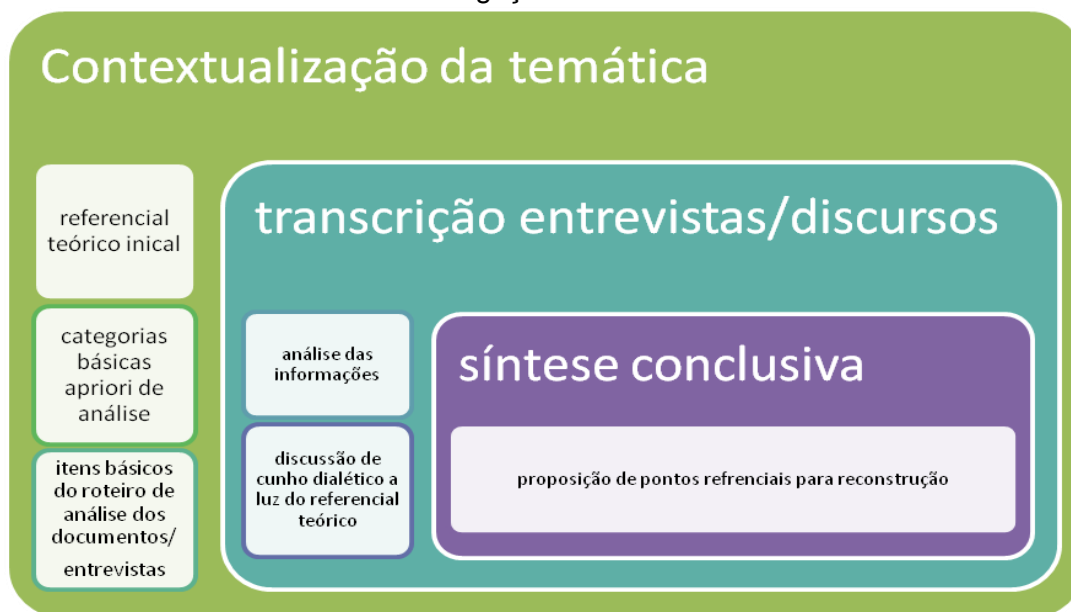 Contextualização da temática
referencial
teórico inical
categorias
básicas
apriori de
análise
itens básicos
do roteiro de
análise dos
documentos/
entrevistas
transcrição entrevistas/discursos
análise das
informações
discussão de
cunho dialético a
luz do referencial
teórico
síntese conclusiva
proposição de pontos refrenciais para reconstrução